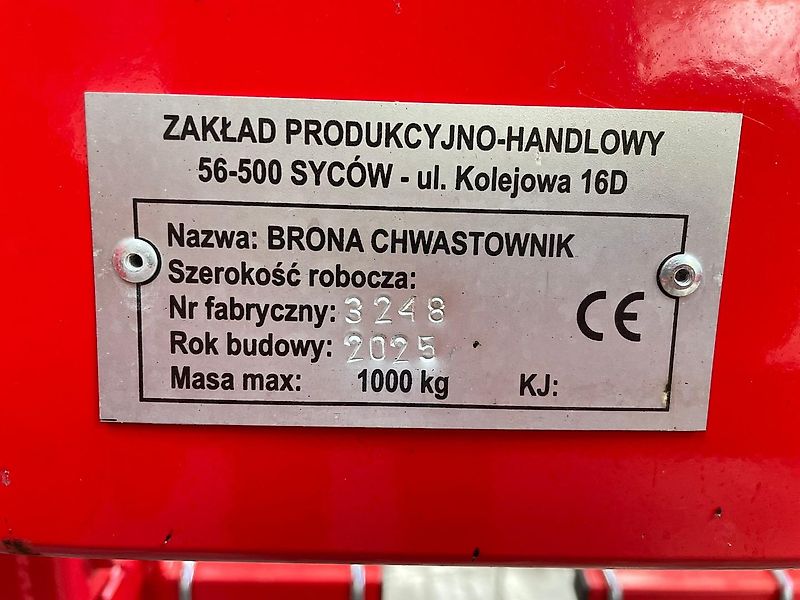 ZAKŁAD PRODUKCYJNO-HANDLOWY
56-500 SYCÓW - ul. Kolejowa 16D
Nazwa: BRONA CHWASTOWNIK
Szerokość robocza:
Nr fabryczny: 3248
Rok budowy: 2025
Masa max: 1000 kg KJ:
CE